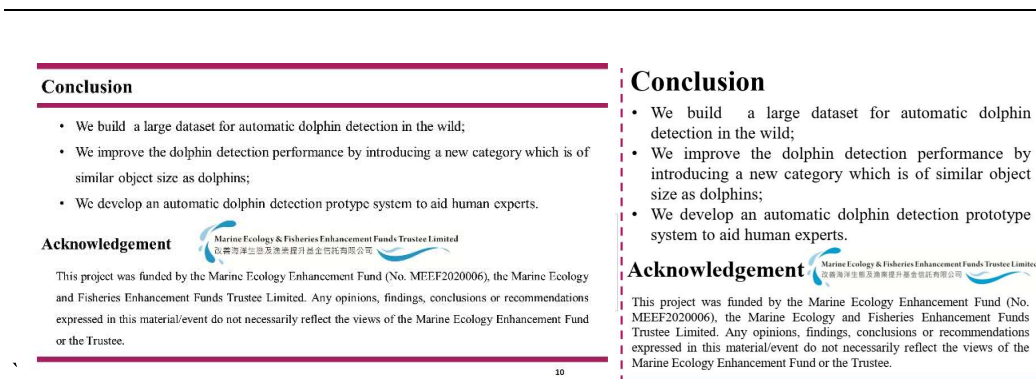 Conclusion
• We build a large dataset for automatic dolphin detection in the wild;
• We improve the dolphin detection performance by introducing a new category which is of
similar object size as dolphins;
• We develop an automatic dolphin detection protype system to aid human experts.
Acknowledgement
Marine Ecology & Fisheries Enhancement Funds Trustee Limited
改善海洋生態及漁業提升基金信託有限公司
This project was funded by the Marine Ecology Enhancement Fund (No. MEEF2020006), the Marine Ecology
and Fisheries Enhancement Funds Trustee Limited. Any opinions, findings, conclusions or recommendations
expressed in this material/event do not necessarily reflect the views of the Marine Ecology Enhancement Fund
or the Trustee.
10
Conclusion
• We build a large dataset for automatic dolphin
detection in the wild;
• We improve the dolphin detection performance by
introducing a new category which is of similar object
size as dolphins;
• We develop an automatic dolphin detection prototype
system to aid human experts.
Acknowledgement
Marine Ecology & Fisheries Enhancement Funds Trustee Limite
改善海洋生態及漁業提升基金信託有限公司
This project was funded by the Marine Ecology Enhancement Fund (No.
MEEF2020006), the Marine Ecology and Fisheries Enhancement Funds
Trustee Limited. Any opinions, findings, conclusions or recommendations
expressed in this material/event do not necessarily reflect the views of the
Marine Ecology Enhancement Fund or the Trustee.